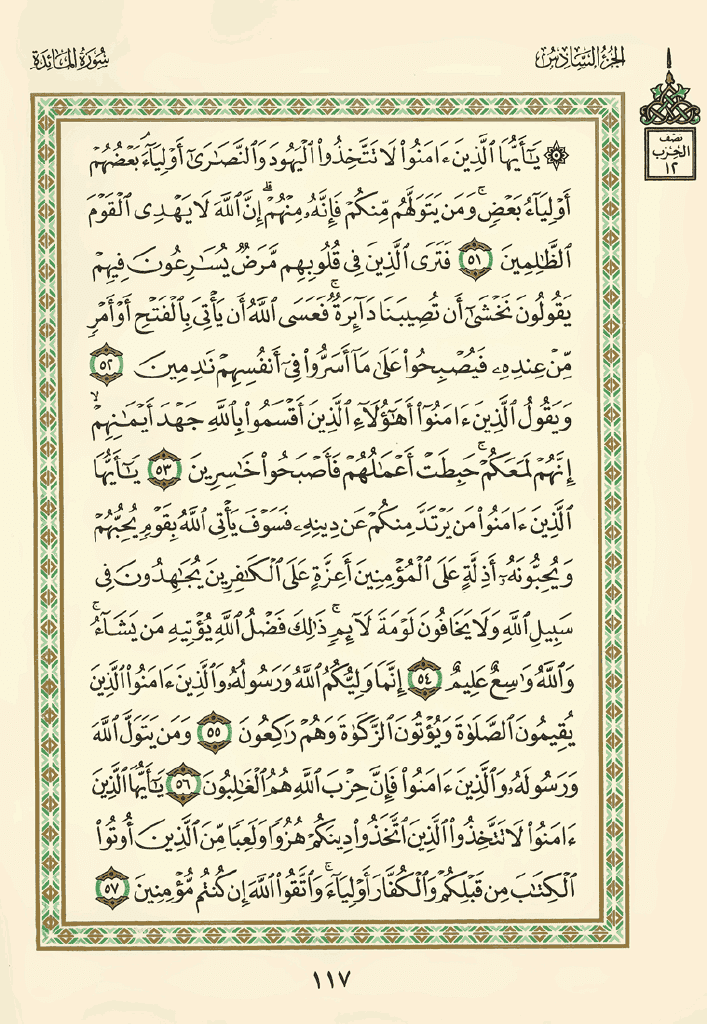 الجزء السادس
سورة المائدة
نصف
الحزب
١٢
۞ يَٰٓأَيُّهَا ٱلَّذِينَ ءَامَنُوا۟ لَا تَتَّخِذُوا۟ ٱلْيَهُودَ وَٱلنَّصَٰرَىٰٓ أَوْلِيَآءَۘ بَعْضُهُمْ
أَوْلِيَآءُ بَعْضٍۚ وَمَن يَتَوَلَّهُم مِّنكُمْ فَإِنَّهُۥ مِنْهُمْۗ إِنَّ ٱللَّهَ لَا يَهْدِى ٱلْقَوْمَ
ٱلظَّٰلِمِينَ ٥١ فَتَرَى ٱلَّذِينَ فِى قُلُوبِهِم مَّرَضٌ يُسَٰرِعُونَ فِيهِمْ
يَقُولُونَ نَخْشَىٰٓ أَن تُصِيبَنَا دَآئِرَةٌۚ فَعَسَى ٱللَّهُ أَن يَأْتِىَ بِٱلْفَتْحِ أَوْ أَمْرٍ
مِّنْ عِندِهِۦ فَيُصْبِحُوا۟ عَلَىٰ مَآ أَسَرُّوا۟ فِىٓ أَنفُسِهِمْ نَٰدِمِينَ ٥٢
وَيَقُولُ ٱلَّذِينَ ءَامَنُوٓا۟ أَهَٰٓؤُلَآءِ ٱلَّذِينَ أَقْسَمُوا۟ بِٱللَّهِ جَهْدَ أَيْمَٰنِهِمْۙ
إِنَّهُمْ لَمَعَكُمْۚ حَبِطَتْ أَعْمَٰلُهُمْ فَأَصْبَحُوا۟ خَٰسِرِينَ ٥٣ يَٰٓأَيُّهَا
ٱلَّذِينَ ءَامَنُوا۟ مَن يَرْتَدَّ مِنكُمْ عَن دِينِهِۦ فَسَوْفَ يَأْتِى ٱللَّهُ بِقَوْمٍ يُحِبُّهُمْ
وَيُحِبُّونَهُۥٓ أَذِلَّةٍ عَلَى ٱلْمُؤْمِنِينَ أَعِزَّةٍ عَلَى ٱلْكَٰفِرِينَ يُجَٰهِدُونَ فِى
سَبِيلِ ٱللَّهِ وَلَا يَخَافُونَ لَوْمَةَ لَآئِمٍۚ ذَٰلِكَ فَضْلُ ٱللَّهِ يُؤْتِيهِ مَن يَشَآءُۚ
وَٱللَّهُ وَٰسِعٌ عَلِيمٌ ٥٤ إِنَّمَا وَلِيُّكُمُ ٱللَّهُ وَرَسُولُهُۥ وَٱلَّذِينَ ءَامَنُوا۟ ٱلَّذِينَ
يُقِيمُونَ ٱلصَّلَوٰةَ وَيُؤْتُونَ ٱلزَّكَوٰةَ وَهُمْ رَٰكِعُونَ ٥٥ وَمَن يَتَوَلَّ ٱللَّهَ
وَرَسُولَهُۥ وَٱلَّذِينَ ءَامَنُوا۟ فَإِنَّ حِزْبَ ٱللَّهِ هُمُ ٱلْغَٰلِبُونَ ٥٦ يَٰٓأَيُّهَا ٱلَّذِينَ
ءَامَنُوا۟ لَا تَتَّخِذُوا۟ ٱلَّذِينَ ٱتَّخَذُوا۟ دِينَكُمْ هُزُوًا وَلَعِبًا مِّنَ ٱلَّذِينَ أُوتُوا۟
ٱلْكِتَٰبَ مِن قَبْلِكُمْ وَٱلْكُفَّارَ أَوْلِيَآءَۚ وَٱتَّقُوا۟ ٱللَّهَ إِن كُنتُم مُّؤْمِنِينَ ٥٧
١١٧